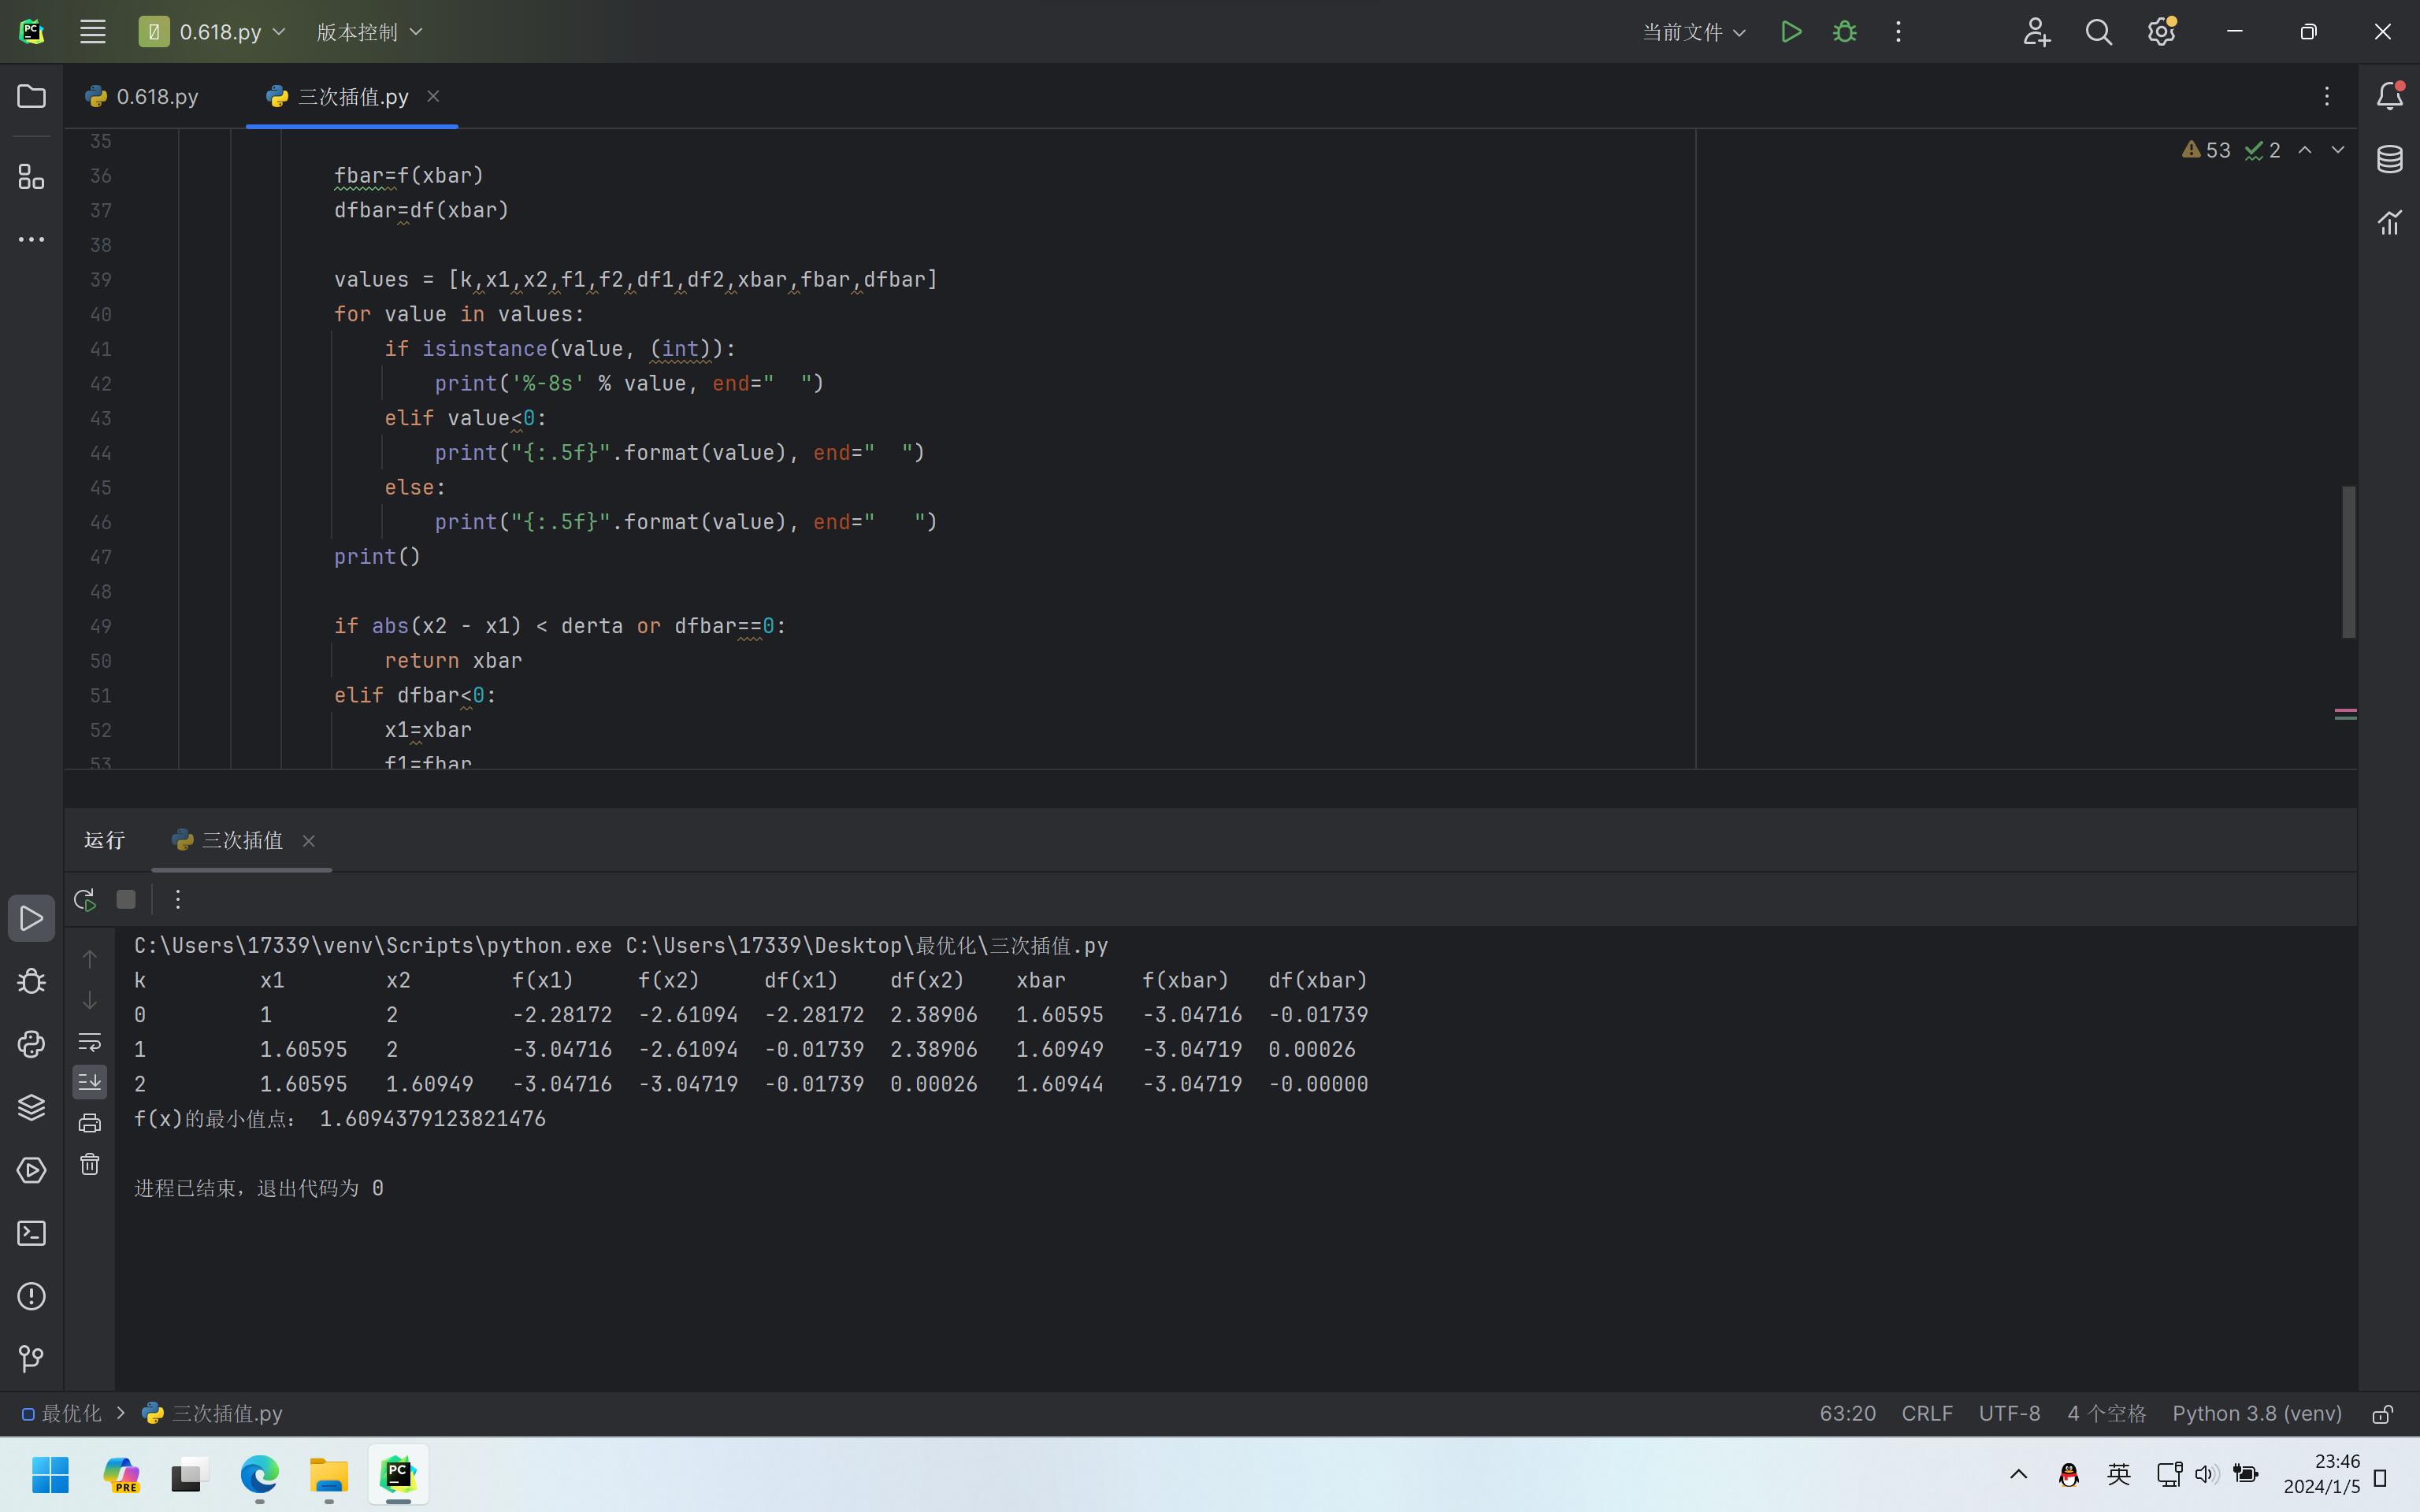 0.618.py 版本控制 当前文件
0.618.py 三次插值.py
53 2
35
36 fbar=f(xbar)
37 dfbar=df(xbar)
38
39 values = [k,x1,x2,f1,f2,df1,df2,xbar,fbar,dfbar]
40 for value in values:
41 if isinstance(value, (int)):
42 print('%-8s' % value, end="  ")
43 elif value<0:
44 print("{:.5f}".format(value), end="  ")
45 else:
46 print("{:.5f}".format(value), end="   ")
47 print()
48
49 if abs(x2 - x1) < derta or dfbar==0:
50 return xbar
51 elif dfbar<0:
52 x1=xbar
53 f1=fbar
运行 三次插值
C:\Users\17339\venv\Scripts\python.exe C:\Users\17339\Desktop\最优化\三次插值.py
k x1 x2 f(x1) f(x2) df(x1) df(x2) xbar f(xbar) df(xbar)
0 1 2 -2.28172 -2.61094 -2.28172 2.38906 1.60595 -3.04716 -0.01739
1 1.60595 2 -3.04716 -2.61094 -0.01739 2.38906 1.60949 -3.04719 0.00026
2 1.60595 1.60949 -3.04716 -3.04719 -0.01739 0.00026 1.60944 -3.04719 -0.00000
f(x)的最小值点： 1.6094379123821476
进程已结束，退出代码为 0
最优化 > 三次插值.py 63:20 CRLF UTF-8 4 个空格 Python 3.8 (venv)
PRE PC 英 23:46
2024/1/5